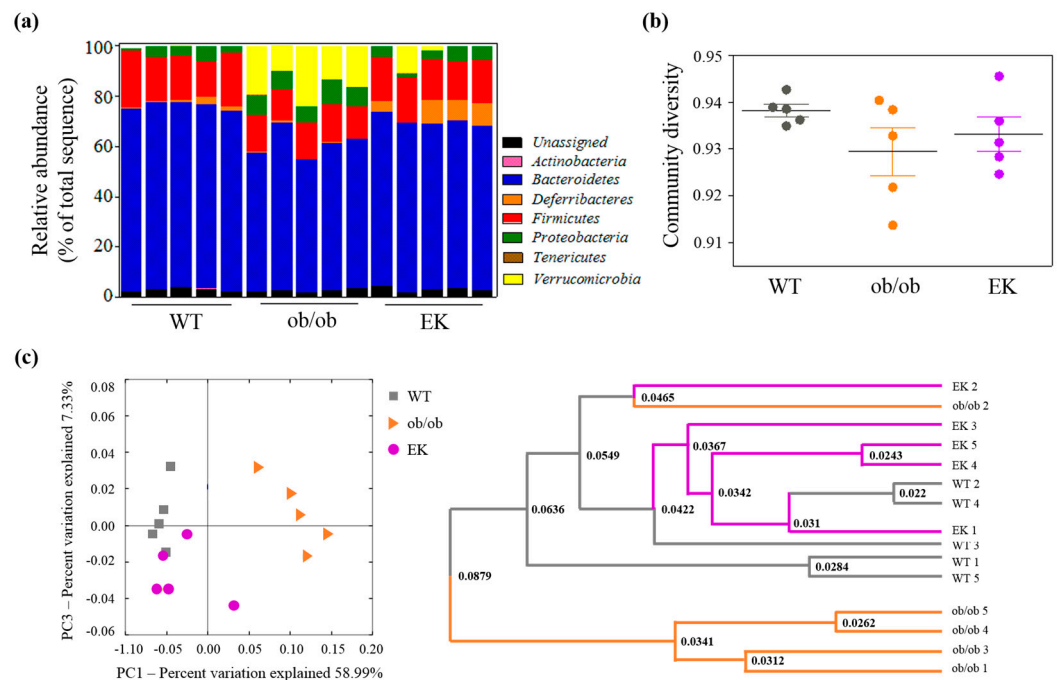 (a)
Relative abundance
(% of total sequence)
100
80
60
40
20
0
WT
ob/ob
EK
Unassigned
Actinobacteria
Bacteroidetes
Deferribacteres
Firmicutes
Proteobacteria
Tenericutes
Verrucomicrobia
(b)
Community diversity
0.95
0.94
0.93
0.92
0.91
WT
ob/ob
EK
(c)
PC3 – Percent variation explained 7.33%
0.08
0.06
0.04
0.02
0.00
-0.02
-0.04
-0.06
-1.10
-0.05
0.00
0.05
0.10
0.15
0.20
PC1 – Percent variation explained 58.99%
WT
ob/ob
EK
EK 2
0.0465
ob/ob 2
EK 3
0.0367
0.0549
EK 5
0.0243
EK 4
WT 2
0.0342
0.022
0.0636
WT 4
0.0422
0.031
EK 1
WT 3
WT 1
0.0284
0.0879
WT 5
ob/ob 5
0.0262
ob/ob 4
0.0341
ob/ob 3
0.0312
ob/ob 1